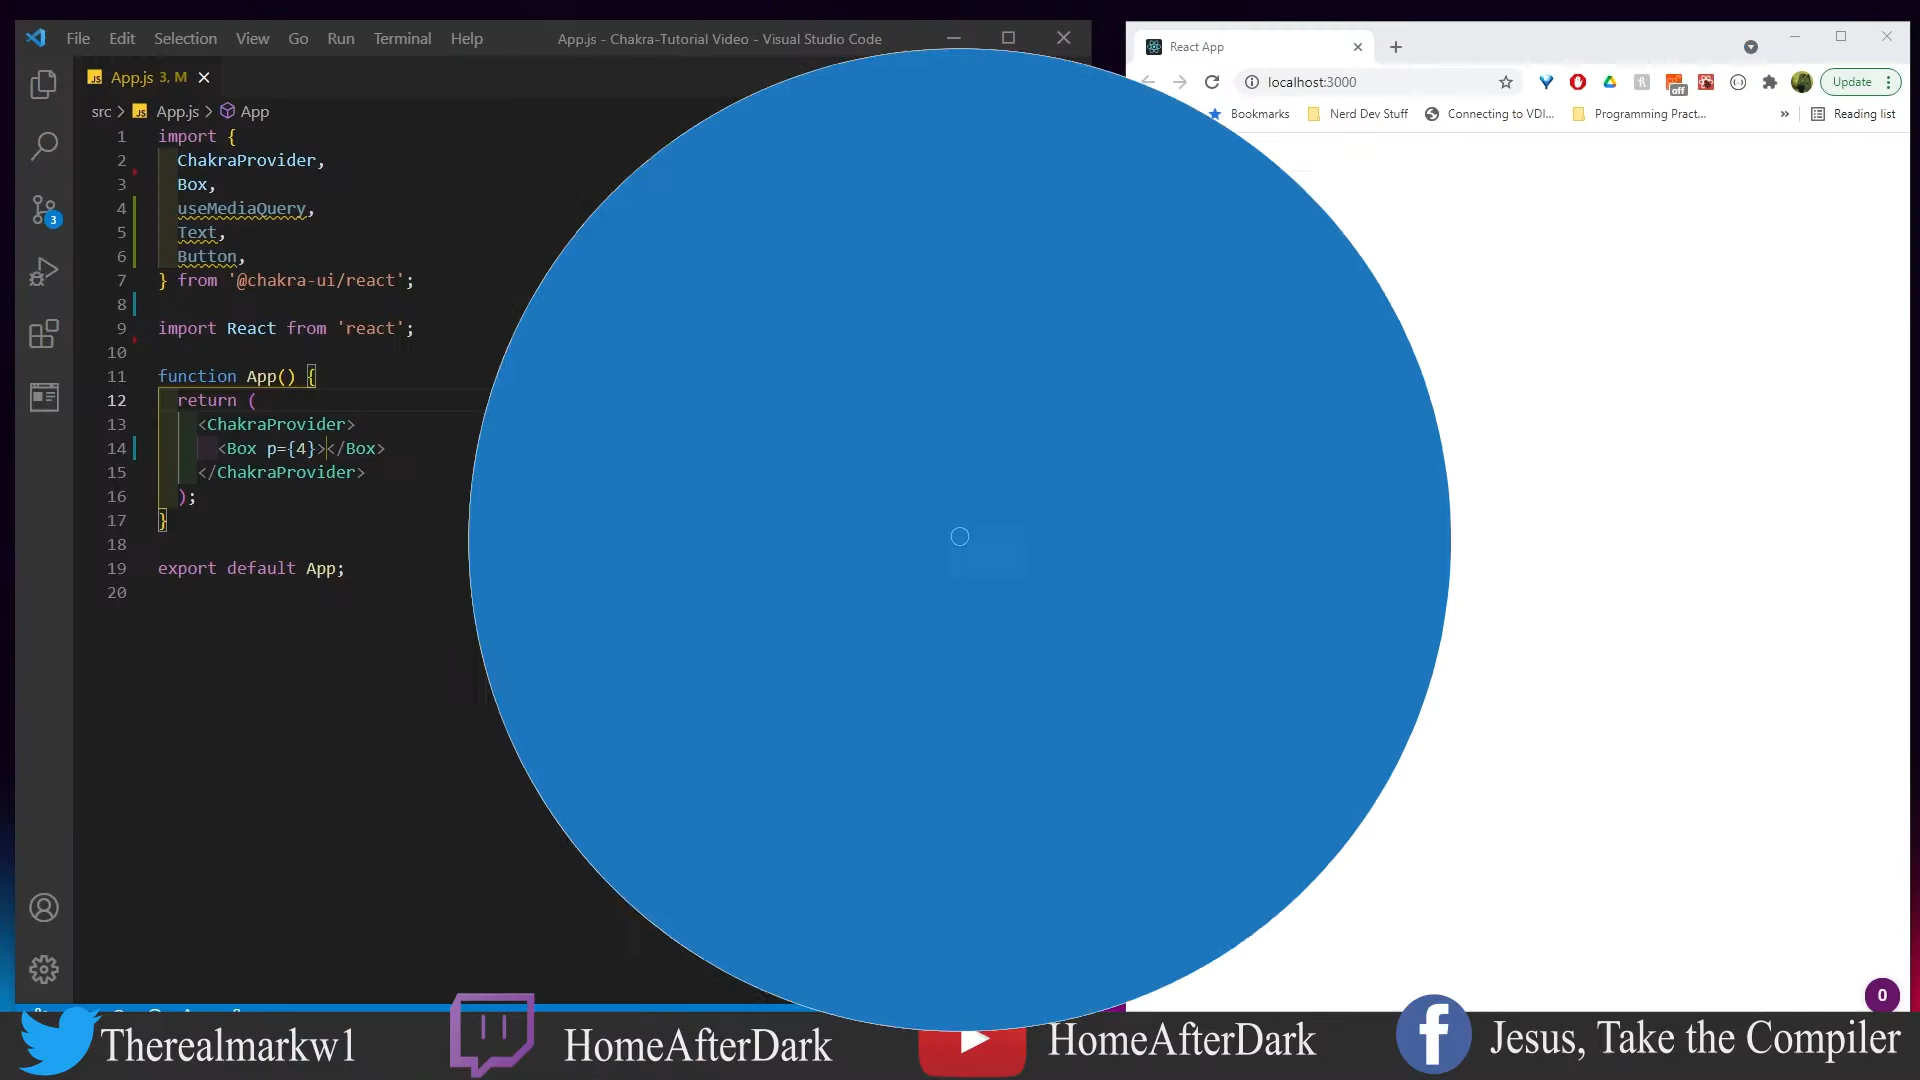 File Edit Selection View Go Run Terminal Help
App.js - Chakra-Tutorial Video - Visual Studio Code
App.js 3, M
src > App.js > App
1 import {
2 ChakraProvider,
3 Box,
4 useMediaQuery,
5 Text,
6 Button,
7 } from '@chakra-ui/react';
8
9 import React from 'react';
10
11 function App() {
12 return (
13 <ChakraProvider>
14 <Box p={4}></Box>
15 </ChakraProvider>
16 );
17 }
18
19 export default App;
20
3
React App
localhost:3000
off
Update
Bookmarks Nerd Dev Stuff Connecting to VDI... Programming Pract... » Reading list
0
Therealmarkw1
HomeAfterDark
HomeAfterDark
Jesus, Take the Compiler